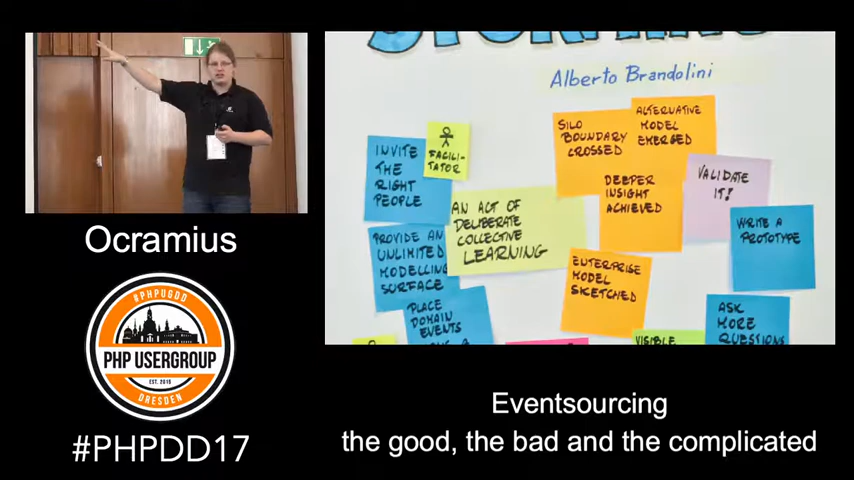 STORMING
Alberto Brandolini
INVITE
THE
RIGHT
PEOPLE
FACILI-
TATOR
AN ACT OF
DELIBERATE
COLLECTIVE
LEARNING
PROVIDE AN
UNLIMITED
MODELLING
SURFACE
PLACE
DOMAIN
EVENTS
SILO
BOUNDARY
CROSSED
ALTERNATIVE
MODEL
EMERGED
DEEPER
INSIGHT
ACHIEVED
VALIDATE
IT!
WRITE A
PROTOTYPE
ENTERPRISE
MODEL
SKETCHED
VISIBLE
ASK
MORE
QUESTIONS
Ocramius
#PHPUGDD
PHP USERGROUP
EST. 2010
DRESDEN
#PHPDD17
Eventsourcing
the good, the bad and the complicated